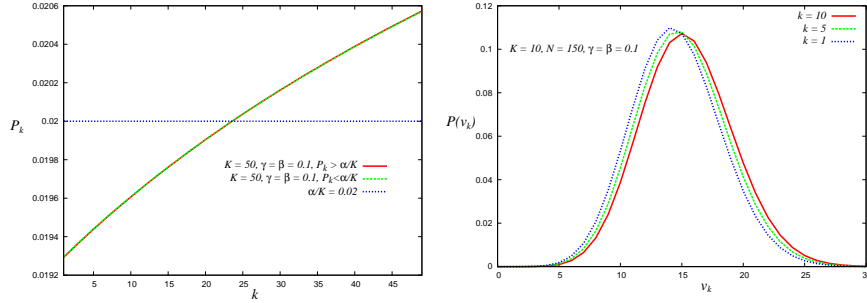 0.0206
0.0204
0.0202
0.02
0.0198
0.0196
0.0194
0.0192
P_k
K = 50, γ = β = 0.1, P_k > α/K
K = 50, γ = β = 0.1, P_k<α/K
α/K = 0.02
5 10 15 20 25 30 35 40 45
k
0.12
0.1
0.08
0.06
0.04
0.02
0
P(v_k)
K = 10, N = 150, γ = β = 0.1
k = 10
k = 5
k = 1
0 5 10 15 20 25 30
v_k